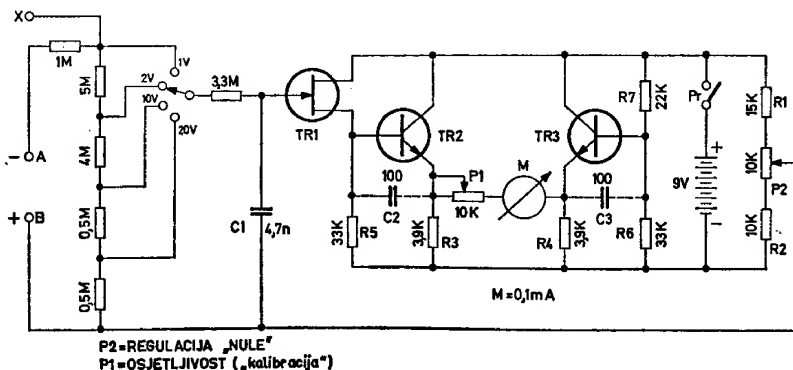 X
1M
1V
2V
10V
20V
5M
4M
0,5M
0,5M
3,3M
- A
+ B
C1
4,7n
TR1
TR2
TR3
100
C2
100
C3
P1
10K
M
33K
R5
3,9K
R3
R4
3,9K
R6
33K
R7
22K
Pr
+
9V
-
R1
15K
10K
P2
10K
R2
M=0,1mA
P2=REGULACIJA „NULE"
P1=OSJETLJIVOST („kalibracija")